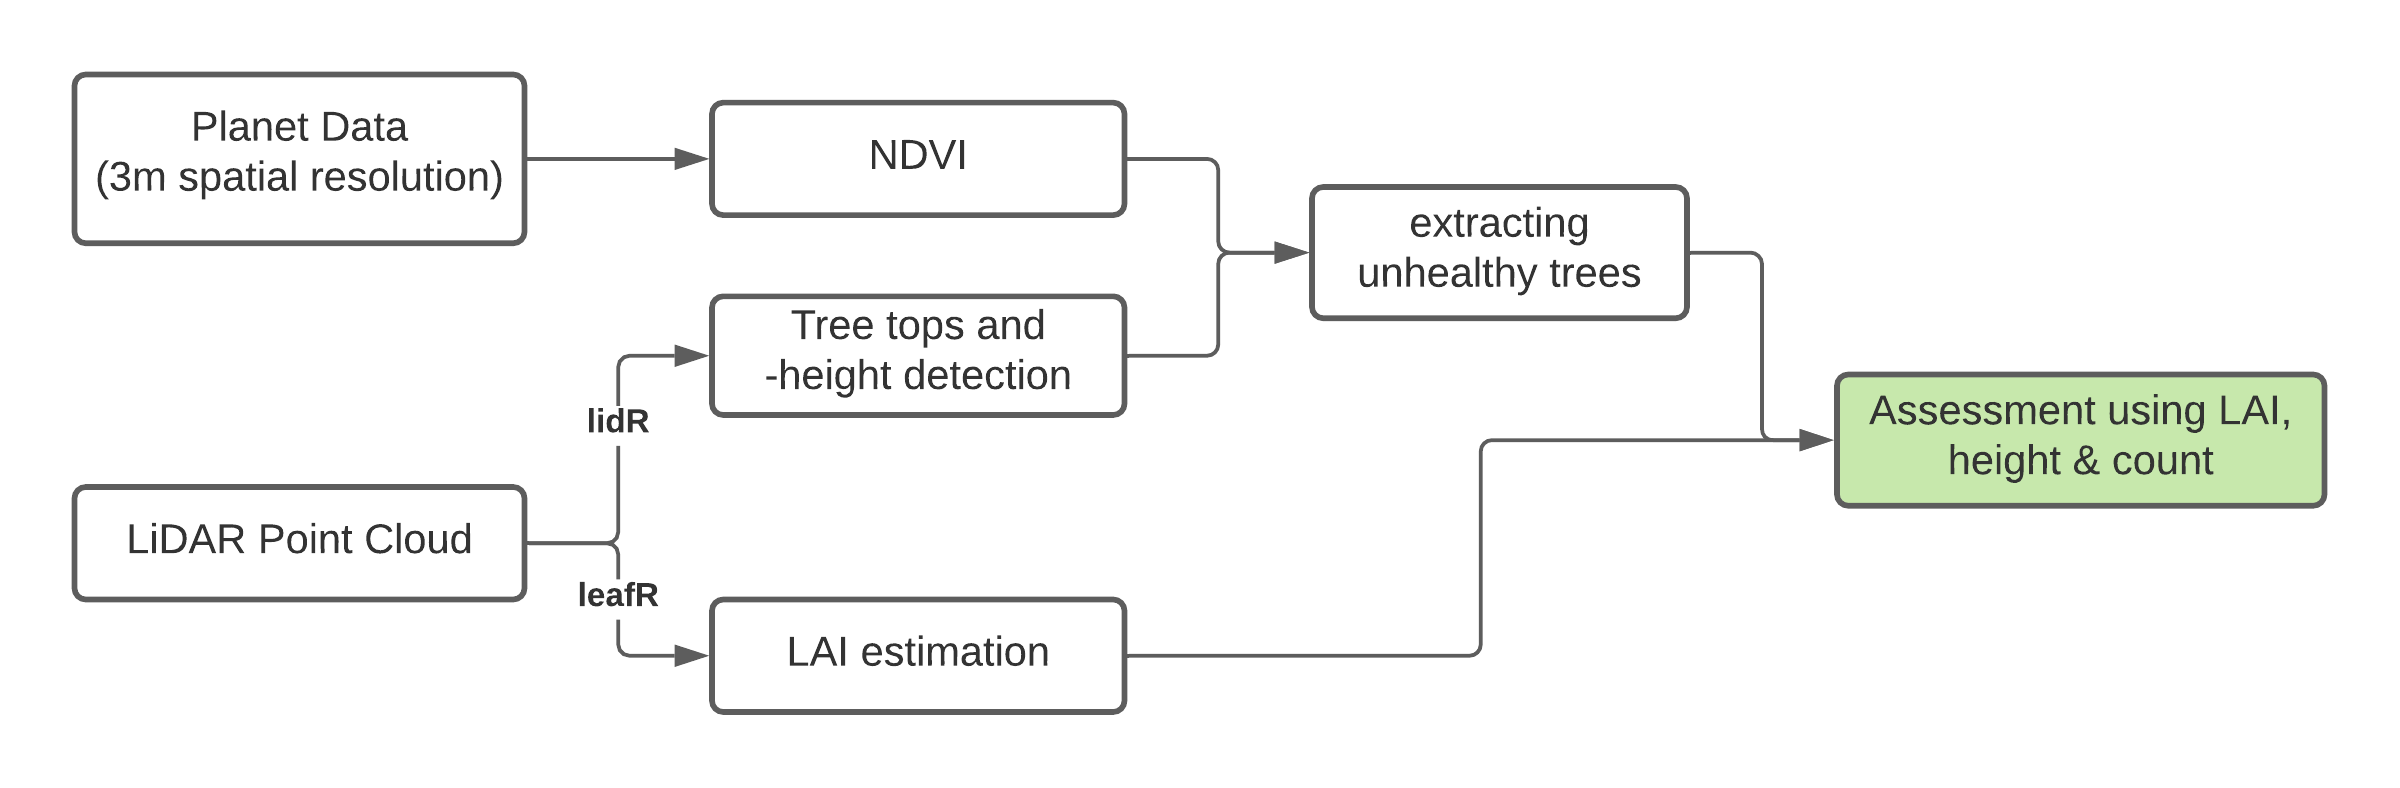 Planet Data
(3m spatial resolution)
NDVI
extracting
unhealthy trees
Tree tops and
-height detection
lidR
Assessment using LAI,
height & count
LiDAR Point Cloud
leafR
LAI estimation